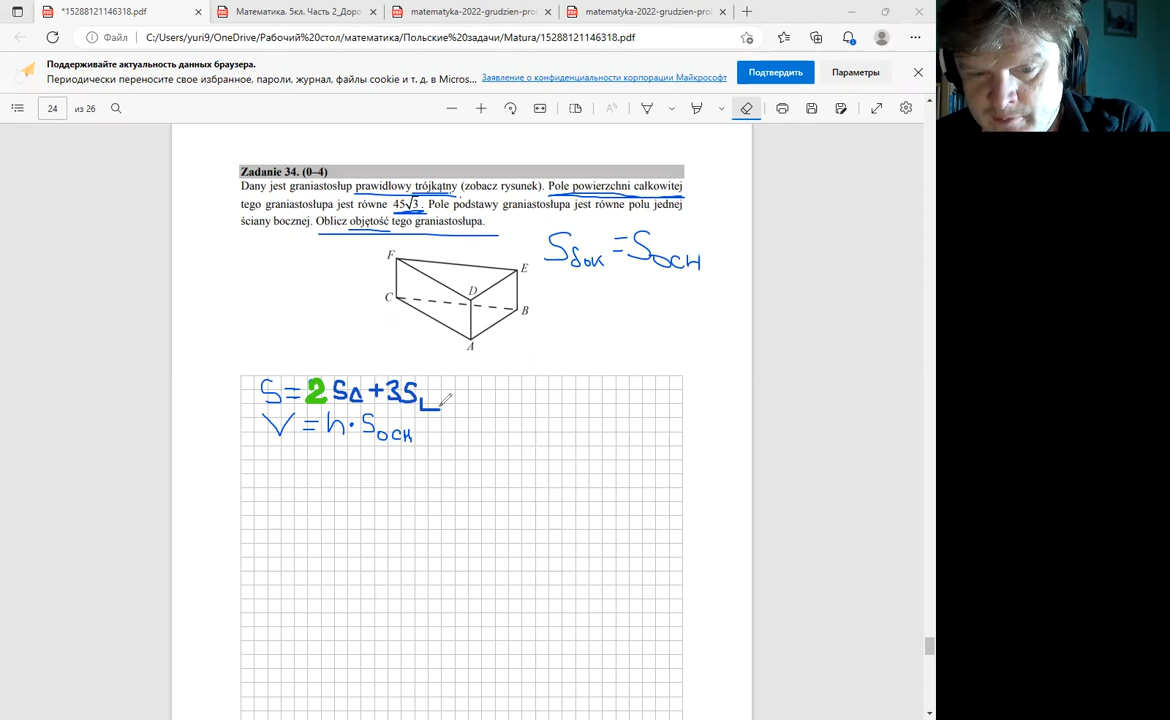 *15288121146318.pdf
Математика. 5кл. Часть 2_Доро
matematyka-2022-grudzien-pro
matematyka-2022-grudzien-pro
Файл
C:/Users/yuri9/OneDrive/Рабочий%20стол/математика/Польские%20задачи/Matura/15288121146318.pdf
Поддерживайте актуальность данных браузера.
Периодически переносите свое избранное, пароли, журнал, файлы cookie и т. д. в Micros...
Заявление о конфиденциальности корпорации Майкрософт
Подтвердить
Параметры
24 из 26
Zadanie 34. (0–4)
Dany jest graniastosłup prawidłowy trójkątny (zobacz rysunek). Pole powierzchni całkowitej
tego graniastosłupa jest równe 45√3 . Pole podstawy graniastosłupa jest równe polu jednej
ściany bocznej. Oblicz objętość tego graniastosłupa.
Sбок = Sосн
F
E
D
C
B
A
S = 2 SΔ + 3S
V = h · Sосн